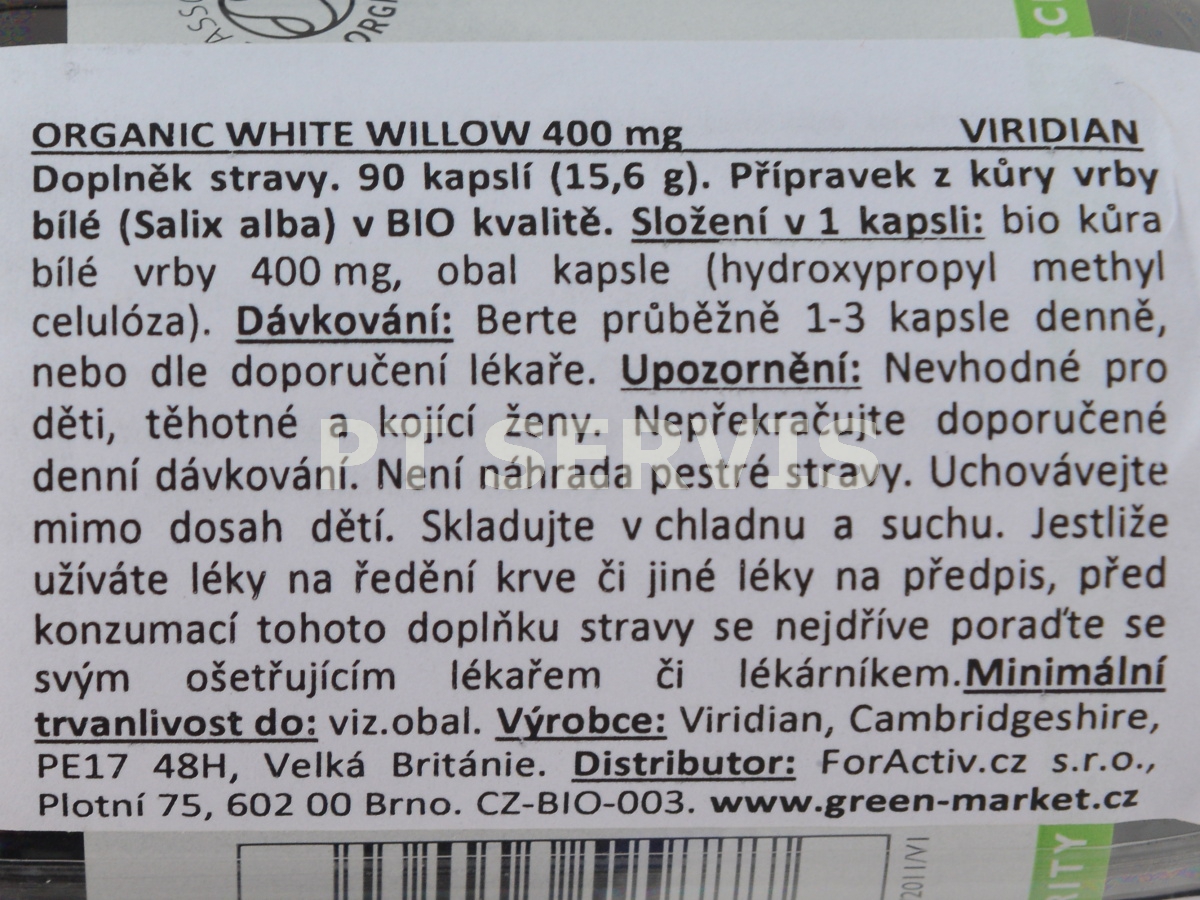 ASSO
ORG
RC
ORGANIC WHITE WILLOW 400 mg VIRIDIAN
Doplněk stravy. 90 kapslí (15,6 g). Přípravek z kůry vrby
bílé (Salix alba) v BIO kvalitě. Složení v 1 kapsli: bio kůra
bílé vrby 400 mg, obal kapsle (hydroxypropyl methyl
celulóza). Dávkování: Berte průběžně 1-3 kapsle denně,
nebo dle doporučení lékaře. Upozornění: Nevhodné pro
děti, těhotné a kojící ženy. Nepřekračujte doporučené
PI SERVIS
denní dávkování. Není náhrada pestré stravy. Uchovávejte
mimo dosah dětí. Skladujte v chladnu a suchu. Jestliže
užíváte léky na ředění krve či jiné léky na předpis, před
konzumací tohoto doplňku stravy se nejdříve poraďte se
svým ošetřujícím lékařem či lékárníkem.Minimální
trvanlivost do: viz.obal. Výrobce: Viridian, Cambridgeshire,
PE17 48H, Velká Británie. Distributor: ForActiv.cz s.r.o.,
Plotní 75, 602 00 Brno. CZ-BIO-003. www.green-market.cz
2011/V1
RITY